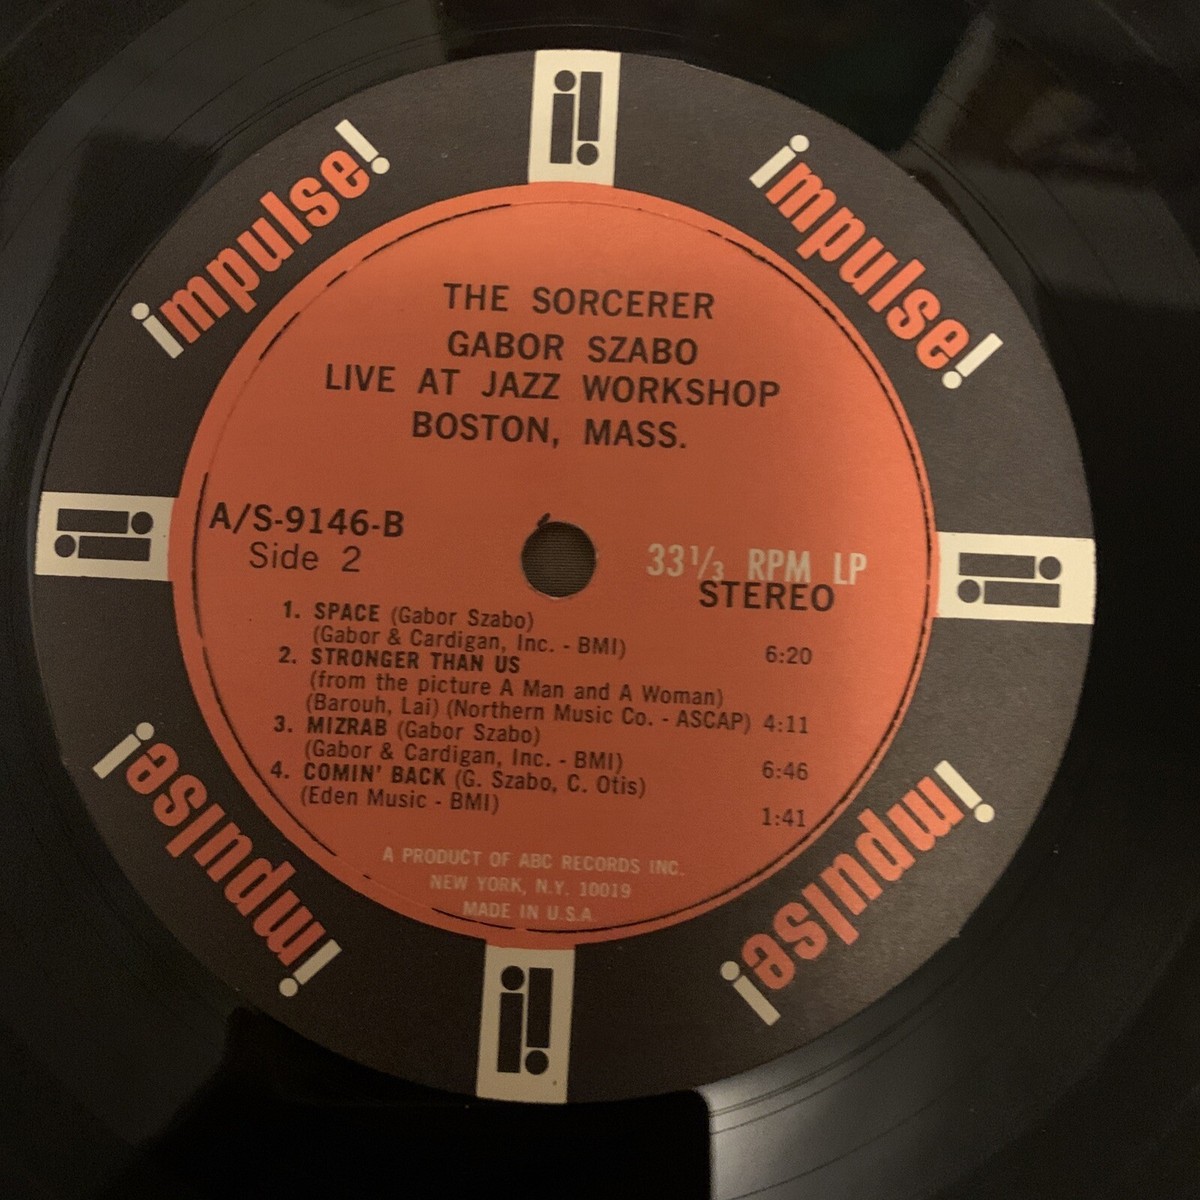 impulse!
impulse!
THE SORCERER
GABOR SZABO
LIVE AT JAZZ WORKSHOP
BOSTON, MASS.
A/S-9146-B
Side 2
33⅓ RPM LP
STEREO
1. SPACE (Gabor Szabo)
(Gabor & Cardigan, Inc. - BMI) 6:20
2. STRONGER THAN US
(from the picture A Man and A Woman)
(Barouh, Lai) (Northern Music Co. - ASCAP) 4:11
3. MIZRAB (Gabor Szabo)
(Gabor & Cardigan, Inc. - BMI) 6:46
4. COMIN' BACK (G. Szabo, C. Otis)
(Eden Music - BMI) 1:41
A PRODUCT OF ABC RECORDS INC.
NEW YORK, N.Y. 10019
MADE IN U.S.A.
impulse!
impulse!